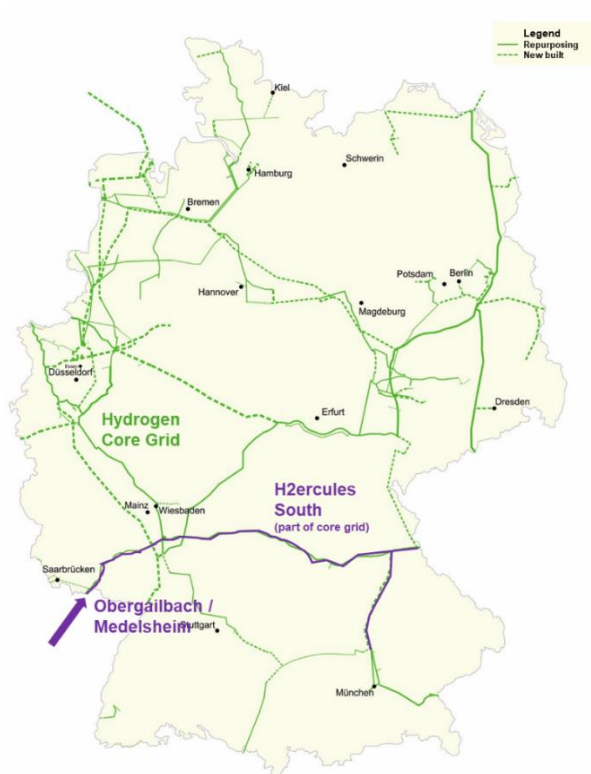 Legend
Repurposing
New built
Kiel
Schwerin
Hamburg
Bremen
Potsdam
Berlin
Hannover
Magdeburg
Essen
Düsseldorf
Dresden
Erfurt
Hydrogen
Core Grid
H2ercules
South
(part of core grid)
Mainz
Wiesbaden
Saarbrücken
Obergailbach /
Medelsheim
Stuttgart
München